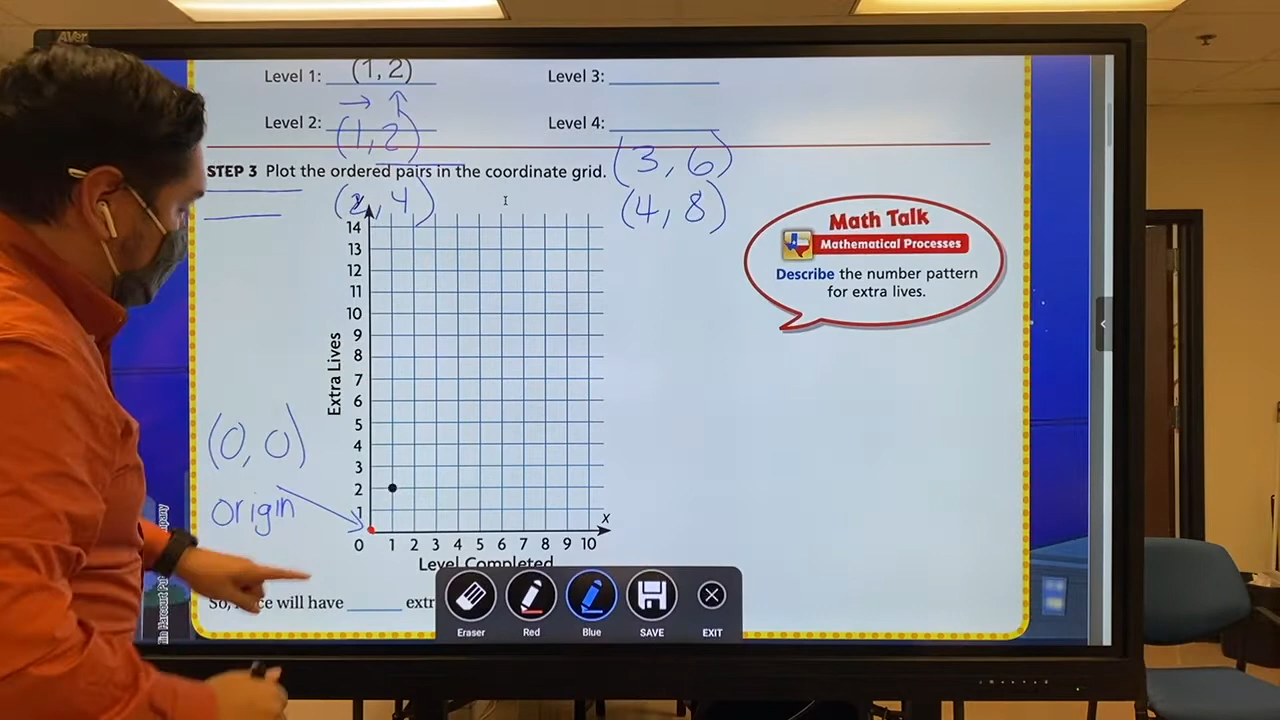 AVer
Level 1: (1, 2)
Level 3:
Level 2: (1, 2)
Level 4:
STEP 3 Plot the ordered pairs in the coordinate grid.
(3, 6)
(2, 4)
(4, 8)
Math Talk
Mathematical Processes
Describe the number pattern
for extra lives.
14
13
12
11
10
9
8
7
6
5
4
3
2
1
Extra Lives
(0, 0)
origin
x
0 1 2 3 4 5 6 7 8 9 10
Level Completed
So, will have extr
Eraser Red Blue SAVE EXIT